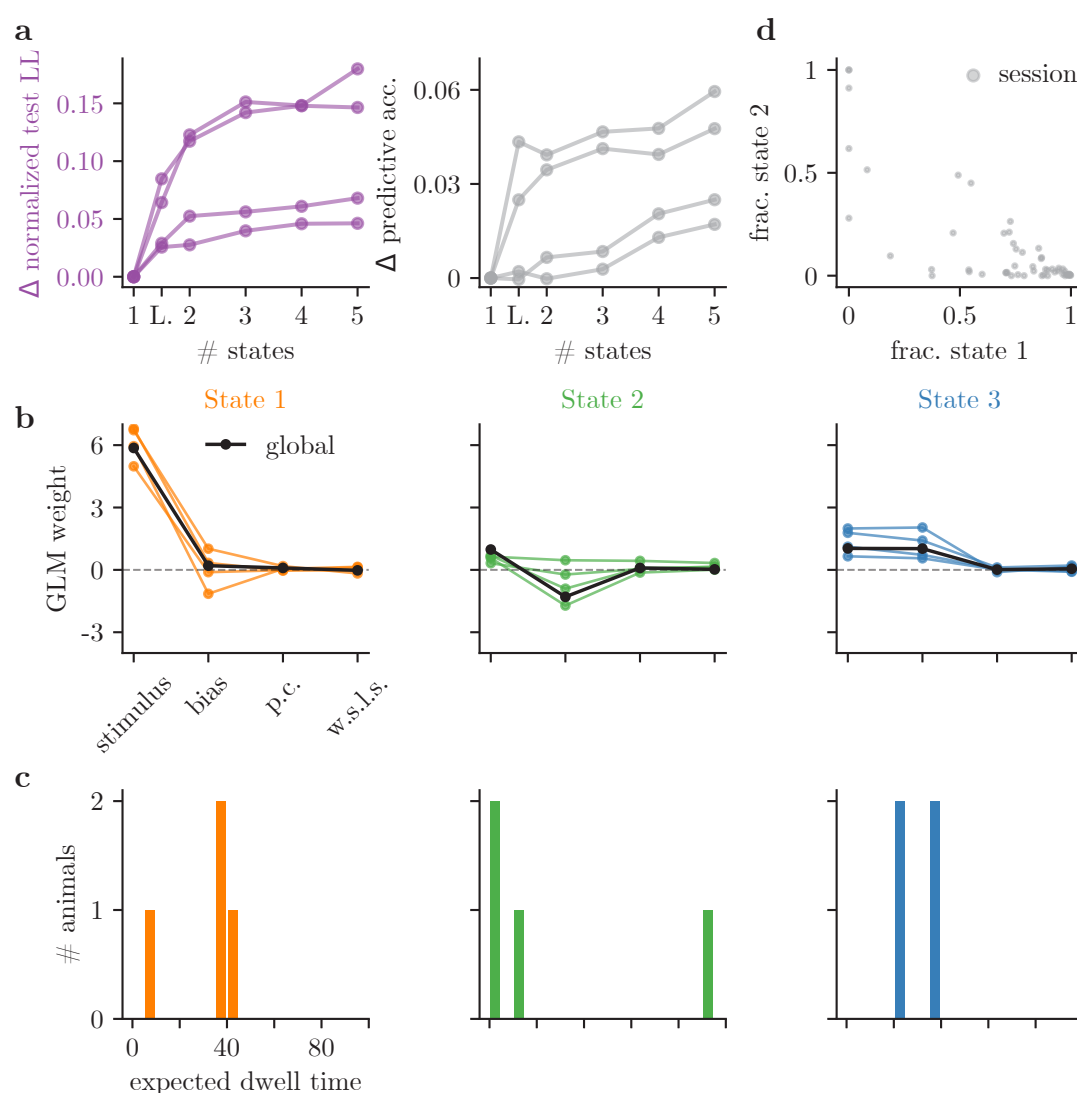 a
Δ normalized test LL
0.15
0.10
0.05
0.00
1 L. 2 3 4 5
# states
Δ predictive acc.
0.06
0.03
0
1 L. 2 3 4 5
# states
d
frac. state 2
1
0.5
0
session
0 0.5 1
frac. state 1
b
State 1
State 2
State 3
GLM weight
6
3
0
-3
global
stimulus
bias
p.c.
w.s.l.s.
c
# animals
2
1
0
0 40 80
expected dwell time